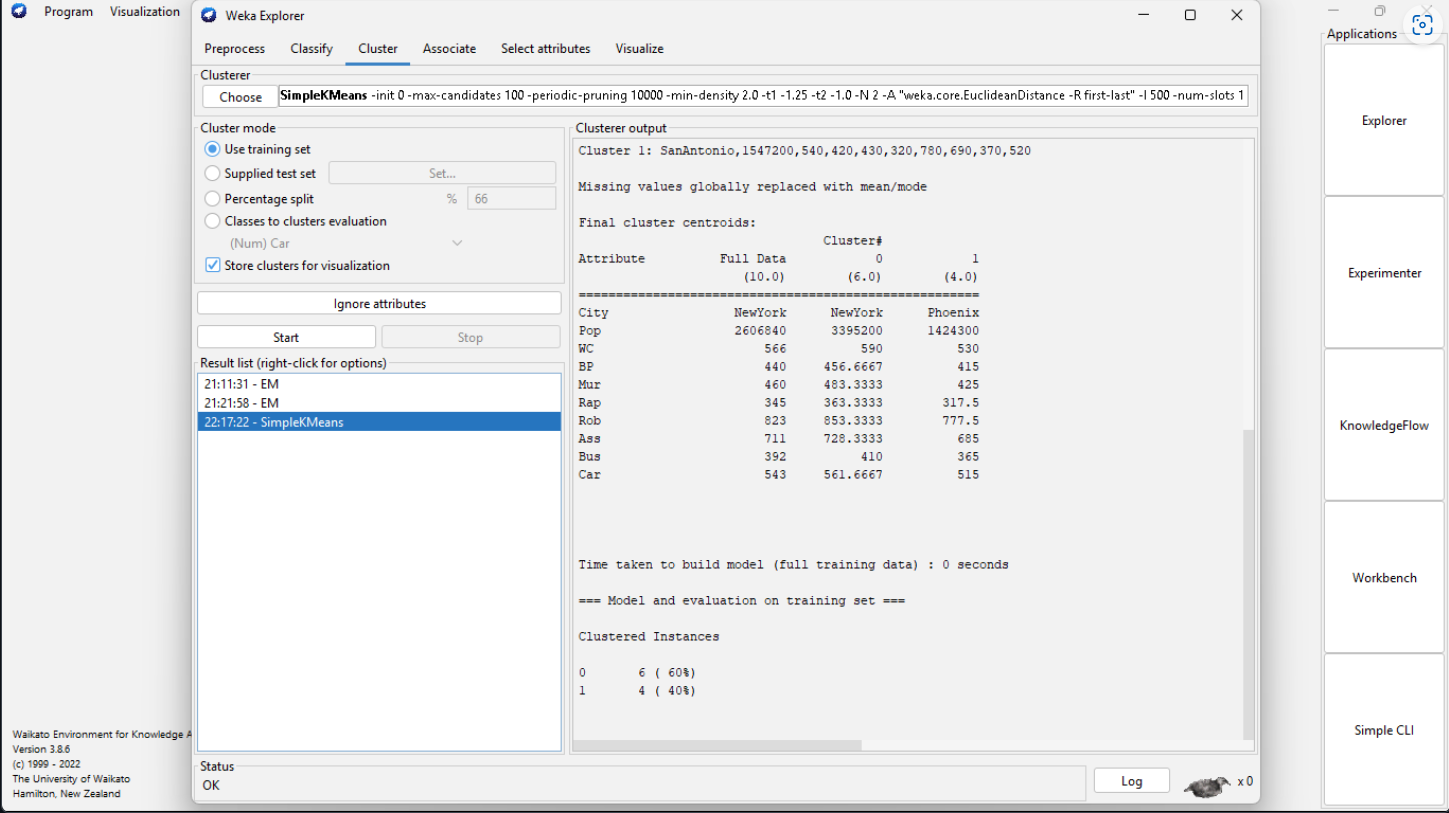 Program Visualization
Weka Explorer
Preprocess Classify Cluster Associate Select attributes Visualize
Clusterer
Choose SimpleKMeans -init 0 -max-candidates 100 -periodic-pruning 10000 -min-density 2.0 -t1 -1.25 -t2 -1.0 -N 2 -A "weka.core.EuclideanDistance -R first-last" -I 500 -num-slots 1
Cluster mode
Use training set
Supplied test set Set...
Percentage split % 66
Classes to clusters evaluation
(Num) Car
Store clusters for visualization
Ignore attributes
Start Stop
Result list (right-click for options)
21:11:31 - EM
21:21:58 - EM
22:17:22 - SimpleKMeans
Clusterer output
Cluster 1: SanAntonio,1547200,540,420,430,320,780,690,370,520
Missing values globally replaced with mean/mode
Final cluster centroids:
Cluster#
Attribute Full Data 0 1
(10.0) (6.0) (4.0)
======================================================
City NewYork NewYork Phoenix
Pop 2606840 3395200 1424300
WC 566 590 530
BP 440 456.6667 415
Mur 460 483.3333 425
Rap 345 363.3333 317.5
Rob 823 853.3333 777.5
Ass 711 728.3333 685
Bus 392 410 365
Car 543 561.6667 515
Time taken to build model (full training data) : 0 seconds
=== Model and evaluation on training set ===
Clustered Instances
0 6 ( 60%)
1 4 ( 40%)
Status
OK
Log x 0
Applications
Explorer
Experimenter
KnowledgeFlow
Workbench
Simple CLI
Waikato Environment for Knowledge A
Version 3.8.6
(c) 1999 - 2022
The University of Waikato
Hamilton, New Zealand